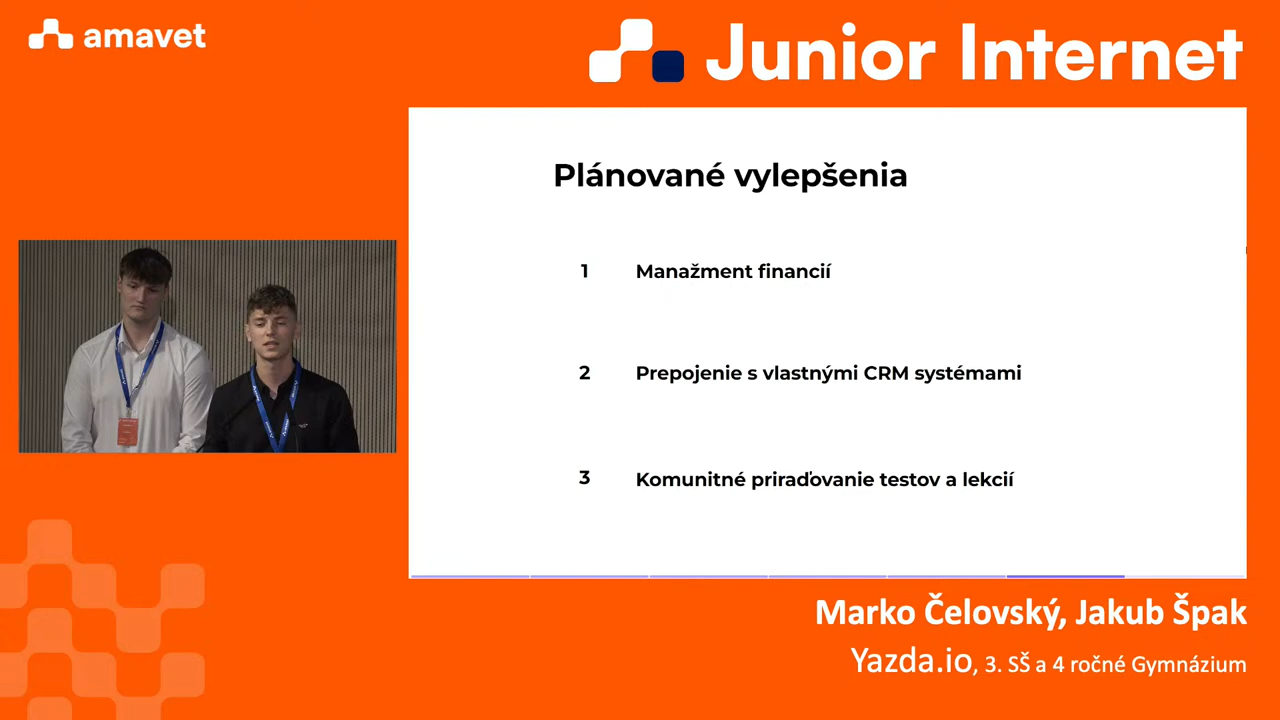 amavet
Junior Internet
Plánované vylepšenia
1 Manažment financií
2 Prepojenie s vlastnými CRM systémami
3 Komunitné priraďovanie testov a lekcií
Marko Čelovský, Jakub Špak
Yazda.io, 3. SŠ a 4 ročné Gymnázium